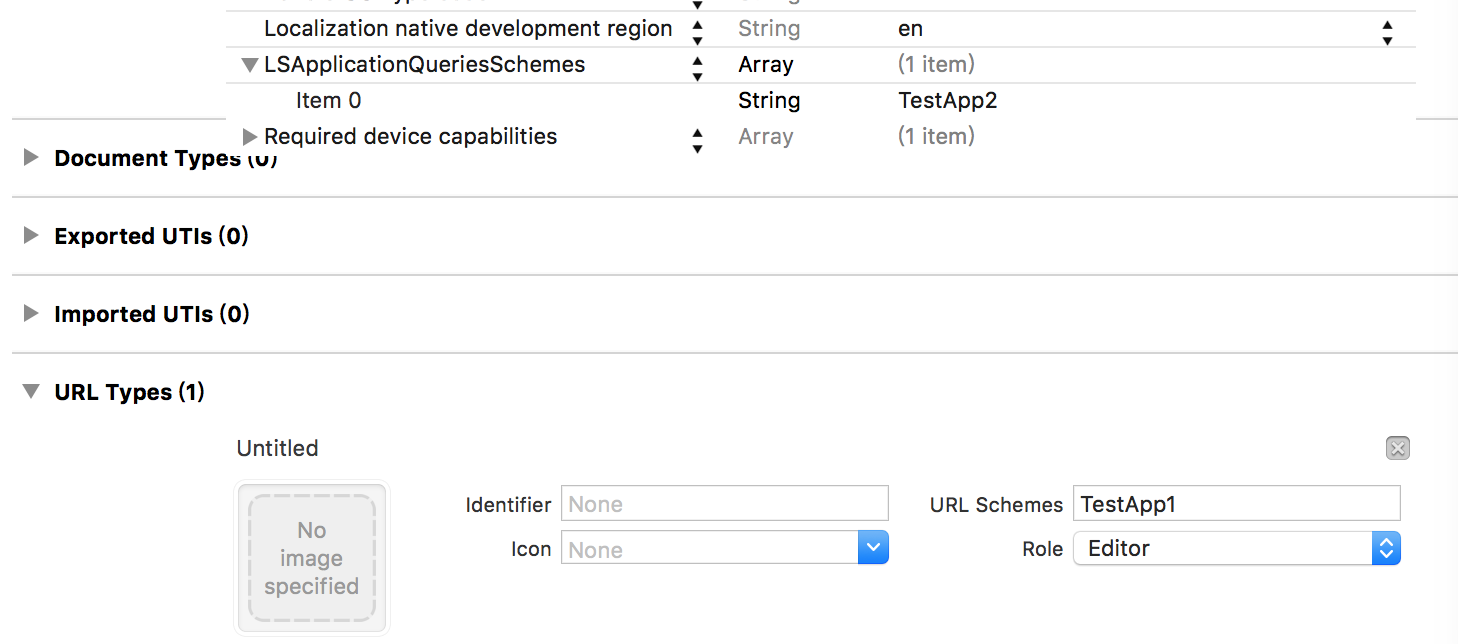 Localization native development region String en
LSApplicationQueriesSchemes Array (1 item)
Item 0 String TestApp2
Required device capabilities Array (1 item)
Document Types (0)
Exported UTIs (0)
Imported UTIs (0)
URL Types (1)
Untitled
No
image
specified
Identifier None URL Schemes TestApp1
Icon None Role Editor